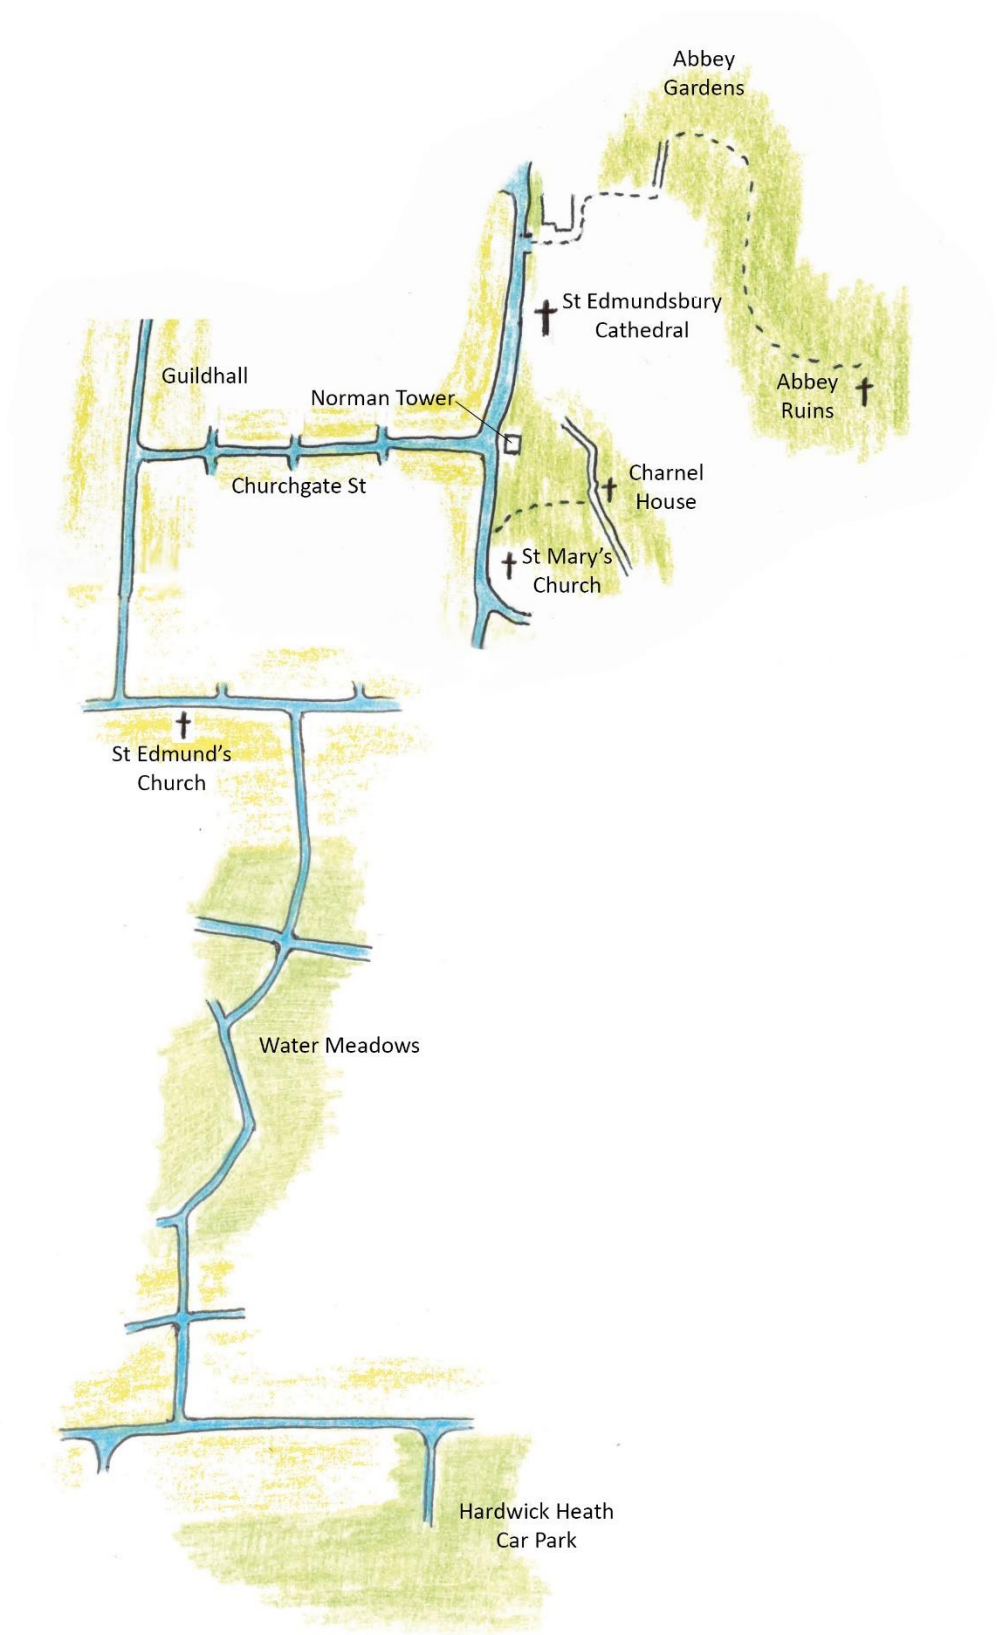 Abbey
Gardens
St Edmundsbury
Cathedral
Guildhall
Norman Tower
Abbey
Ruins
Churchgate St
Charnel
House
St Mary's
Church
St Edmund's
Church
Water Meadows
Hardwick Heath
Car Park